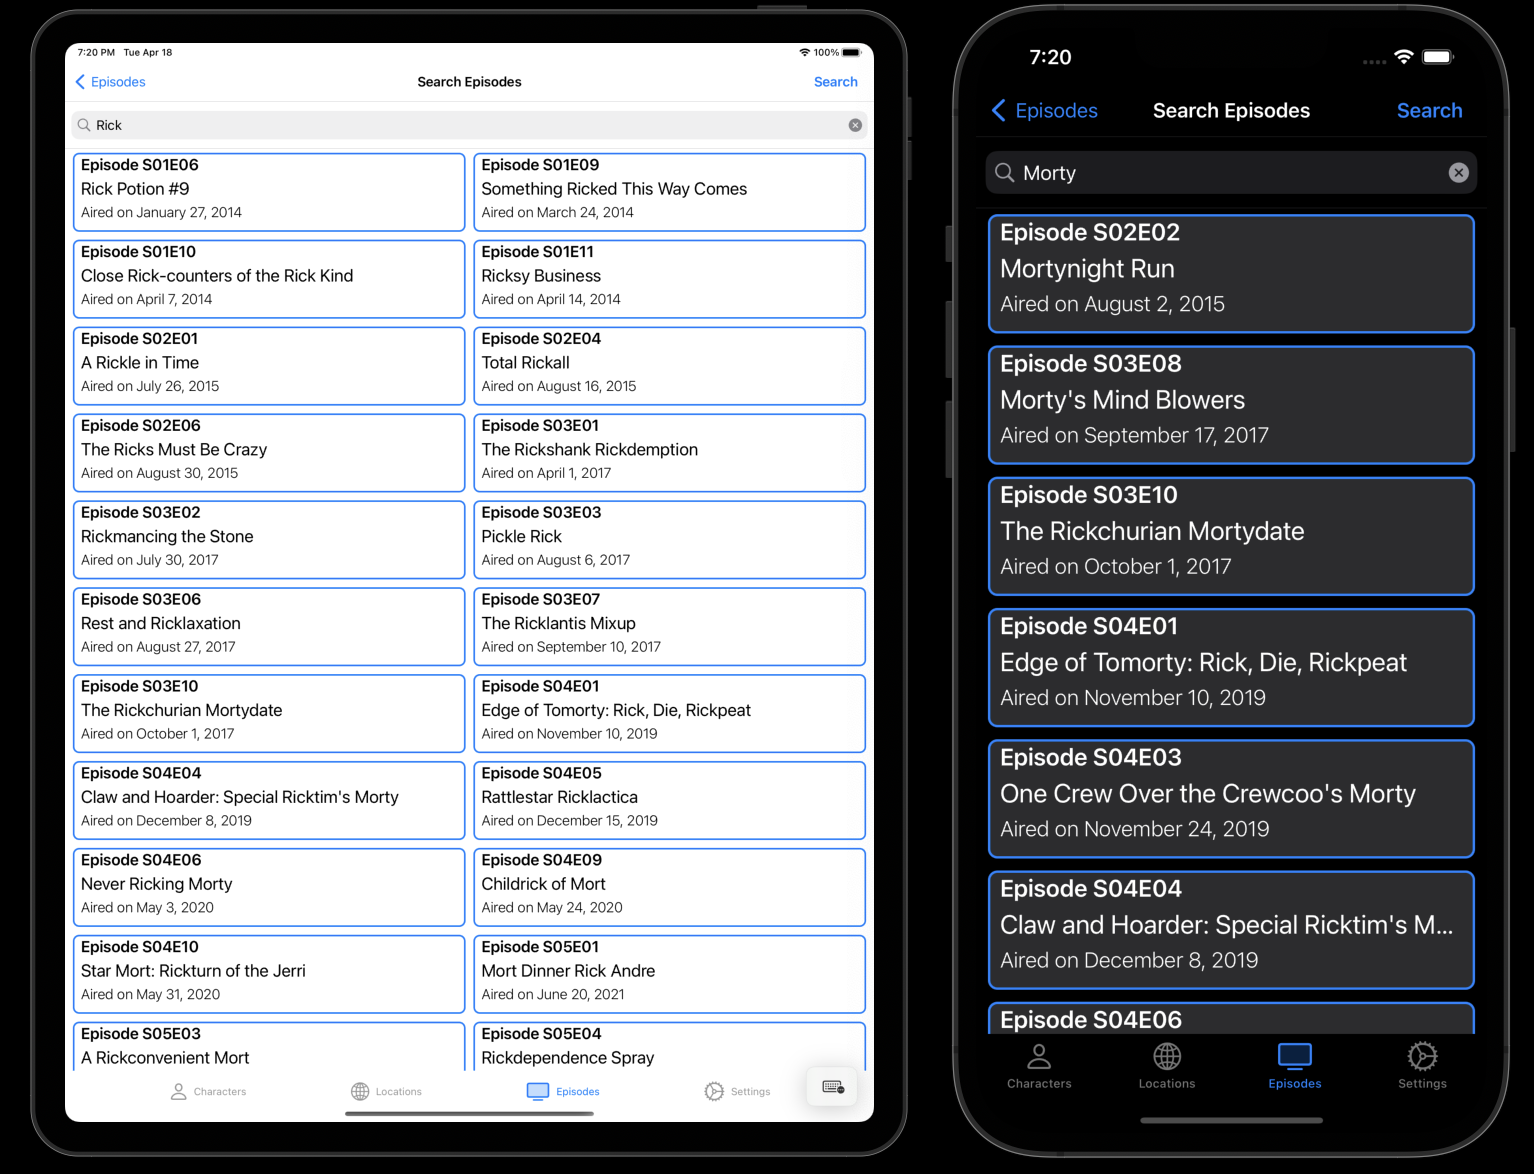 7:20 PM Tue Apr 18
100%
Episodes
Search Episodes
Search
Rick
Episode S01E06
Rick Potion #9
Aired on January 27, 2014
Episode S01E09
Something Ricked This Way Comes
Aired on March 24, 2014
Episode S01E10
Close Rick-counters of the Rick Kind
Aired on April 7, 2014
Episode S01E11
Ricksy Business
Aired on April 14, 2014
Episode S02E01
A Rickle in Time
Aired on July 26, 2015
Episode S02E04
Total Rickall
Aired on August 16, 2015
Episode S02E06
The Ricks Must Be Crazy
Aired on August 30, 2015
Episode S03E01
The Rickshank Rickdemption
Aired on April 1, 2017
Episode S03E02
Rickmancing the Stone
Aired on July 30, 2017
Episode S03E03
Pickle Rick
Aired on August 6, 2017
Episode S03E06
Rest and Ricklaxation
Aired on August 27, 2017
Episode S03E07
The Ricklantis Mixup
Aired on September 10, 2017
Episode S03E10
The Rickchurian Mortydate
Aired on October 1, 2017
Episode S04E01
Edge of Tomorty: Rick, Die, Rickpeat
Aired on November 10, 2019
Episode S04E04
Claw and Hoarder: Special Ricktim's Morty
Aired on December 8, 2019
Episode S04E05
Rattlestar Ricklactica
Aired on December 15, 2019
Episode S04E06
Never Ricking Morty
Aired on May 3, 2020
Episode S04E09
Childrick of Mort
Aired on May 24, 2020
Episode S04E10
Star Mort: Rickturn of the Jerri
Aired on May 31, 2020
Episode S05E01
Mort Dinner Rick Andre
Aired on June 20, 2021
Episode S05E03
A Rickconvenient Mort
Episode S05E04
Rickdependence Spray
Characters
Locations
Episodes
Settings
7:20
Episodes
Search Episodes
Search
Morty
Episode S02E02
Mortynight Run
Aired on August 2, 2015
Episode S03E08
Morty's Mind Blowers
Aired on September 17, 2017
Episode S03E10
The Rickchurian Mortydate
Aired on October 1, 2017
Episode S04E01
Edge of Tomorty: Rick, Die, Rickpeat
Aired on November 10, 2019
Episode S04E03
One Crew Over the Crewcoo's Morty
Aired on November 24, 2019
Episode S04E04
Claw and Hoarder: Special Ricktim's M...
Aired on December 8, 2019
Episode S04E06
Characters
Locations
Episodes
Settings